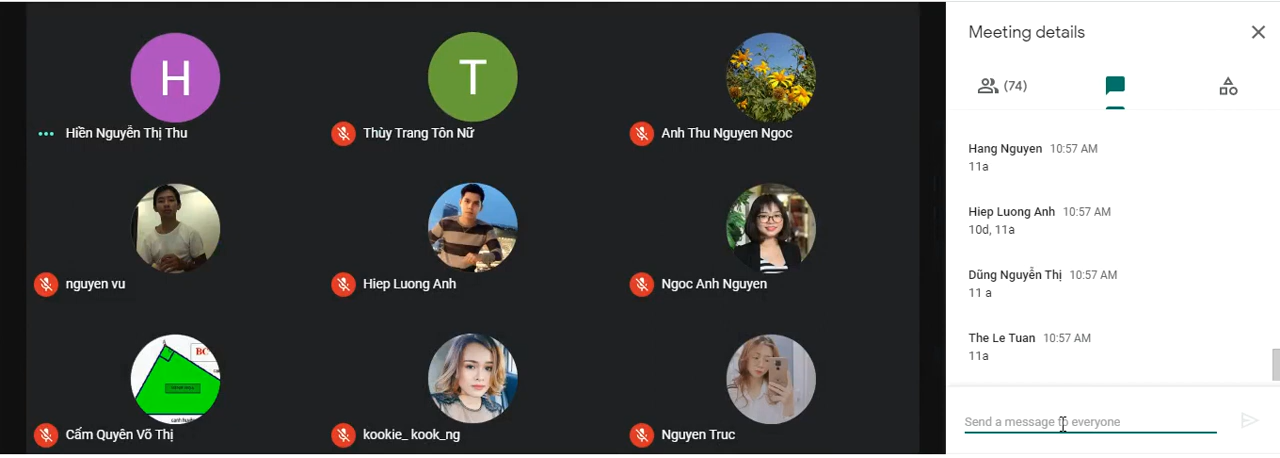 H
Hiền Nguyễn Thị Thu
T
Thùy Trang Tôn Nữ
Anh Thu Nguyen Ngoc
nguyen vu
Hiep Luong Anh
Ngoc Anh Nguyen
BC
Cẩm Quyên Võ Thị
kookie_ kook_ng
Nguyen Truc
Meeting details
(74)
Hang Nguyen 10:57 AM
11a
Hiep Luong Anh 10:57 AM
10d, 11a
Dũng Nguyễn Thị 10:57 AM
11 a
The Le Tuan 10:57 AM
11a
Send a message to everyone